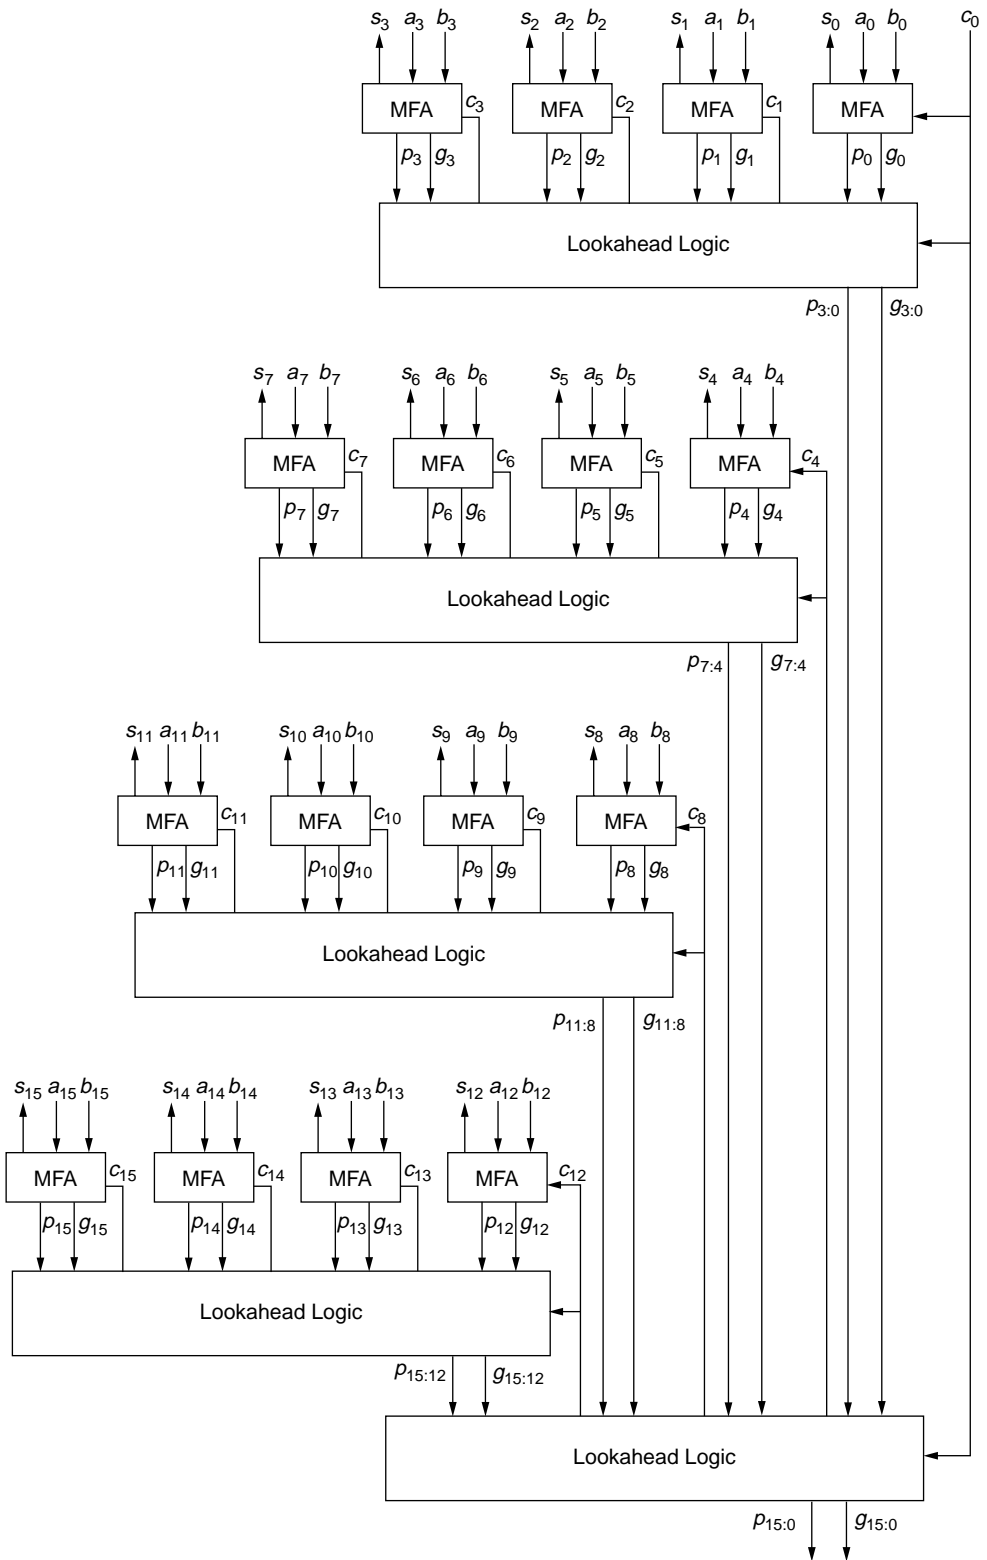 s3 a3 b3 s2 a2 b2 s1 a1 b1 s0 a0 b0 c0
MFA c3 MFA c2 MFA c1 MFA
p3 g3 p2 g2 p1 g1 p0 g0
Lookahead Logic
p3:0 g3:0
s7 a7 b7 s6 a6 b6 s5 a5 b5 s4 a4 b4
MFA c7 MFA c6 MFA c5 MFA c4
p7 g7 p6 g6 p5 g5 p4 g4
Lookahead Logic
p7:4 g7:4
s11 a11 b11 s10 a10 b10 s9 a9 b9 s8 a8 b8
MFA c11 MFA c10 MFA c9 MFA c8
p11 g11 p10 g10 p9 g9 p8 g8
Lookahead Logic
p11:8 g11:8
s15 a15 b15 s14 a14 b14 s13 a13 b13 s12 a12 b12
MFA c15 MFA c14 MFA c13 MFA c12
p15 g15 p14 g14 p13 g13 p12 g12
Lookahead Logic
p15:12 g15:12
Lookahead Logic
p15:0 g15:0